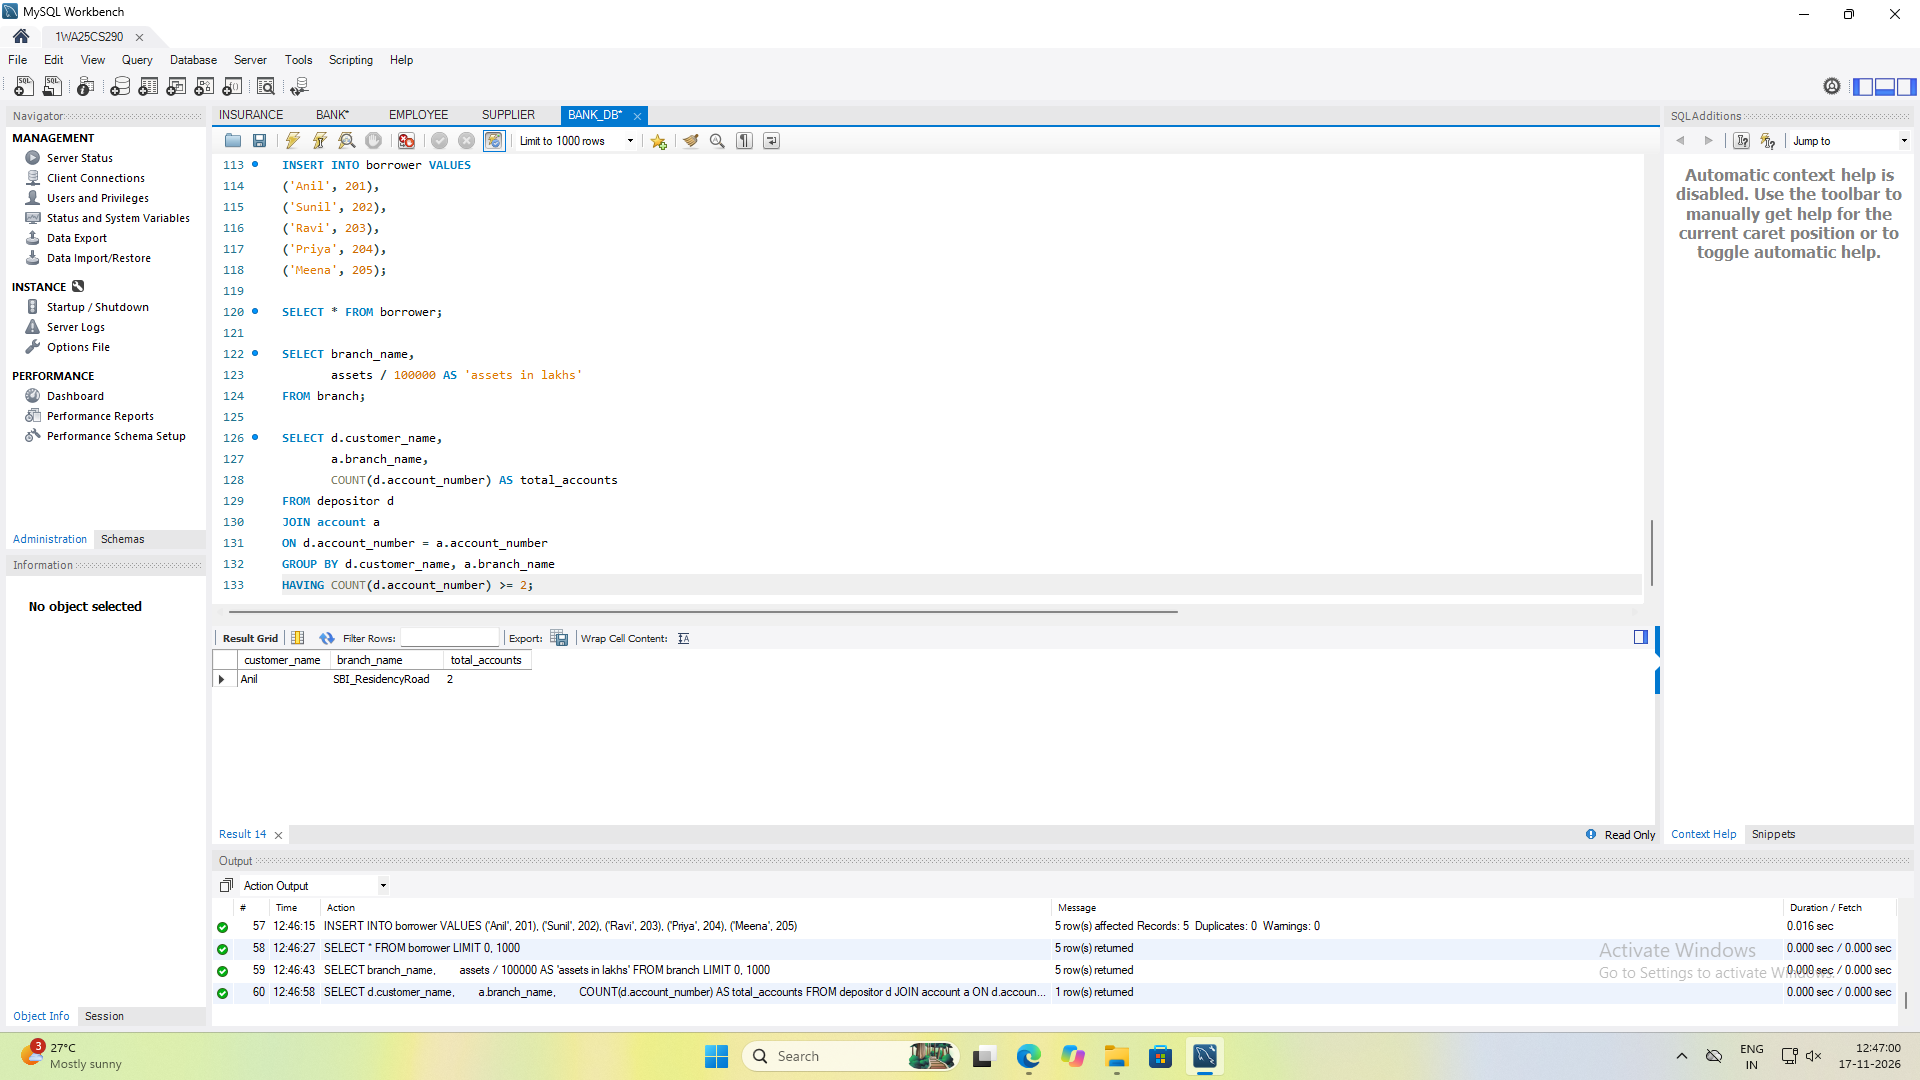 MySQL Workbench
1WA25CS290
File Edit View Query Database Server Tools Scripting Help
Navigator
MANAGEMENT
Server Status
Client Connections
Users and Privileges
Status and System Variables
Data Export
Data Import/Restore
INSTANCE
Startup / Shutdown
Server Logs
Options File
PERFORMANCE
Dashboard
Performance Reports
Performance Schema Setup
Administration Schemas
Information
No object selected
Object Info Session
INSURANCE BANK* EMPLOYEE SUPPLIER BANK_DB*
Limit to 1000 rows
113 INSERT INTO borrower VALUES
114 ('Anil', 201),
115 ('Sunil', 202),
116 ('Ravi', 203),
117 ('Priya', 204),
118 ('Meena', 205);
119
120 SELECT * FROM borrower;
121
122 SELECT branch_name,
123 assets / 100000 AS 'assets in lakhs'
124 FROM branch;
125
126 SELECT d.customer_name,
127 a.branch_name,
128 COUNT(d.account_number) AS total_accounts
129 FROM depositor d
130 JOIN account a
131 ON d.account_number = a.account_number
132 GROUP BY d.customer_name, a.branch_name
133 HAVING COUNT(d.account_number) >= 2;
Result Grid Filter Rows: Export: Wrap Cell Content:
customer_name branch_name total_accounts
Anil SBI_ResidencyRoad 2
Result 14
Read Only
SQLAdditions
Jump to
Automatic context help is
disabled. Use the toolbar to
manually get help for the
current caret position or to
toggle automatic help.
Context Help Snippets
Output
Action Output
# Time Action Message Duration / Fetch
57 12:46:15 INSERT INTO borrower VALUES ('Anil', 201), ('Sunil', 202), ('Ravi', 203), ('Priya', 204), ('Meena', 205) 5 row(s) affected Records: 5 Duplicates: 0 Warnings: 0 0.016 sec
58 12:46:27 SELECT * FROM borrower LIMIT 0, 1000 5 row(s) returned 0.000 sec / 0.000 sec
59 12:46:43 SELECT branch_name, assets / 100000 AS 'assets in lakhs' FROM branch LIMIT 0, 1000 5 row(s) returned 0.000 sec / 0.000 sec
60 12:46:58 SELECT d.customer_name, a.branch_name, COUNT(d.account_number) AS total_accounts FROM depositor d JOIN account a ON d.accoun... 1 row(s) returned 0.000 sec / 0.000 sec
Activate Windows
Go to Settings to activate Windows.
3
27°C
Mostly sunny
Search
ENG
IN
12:47:00
17-11-2026